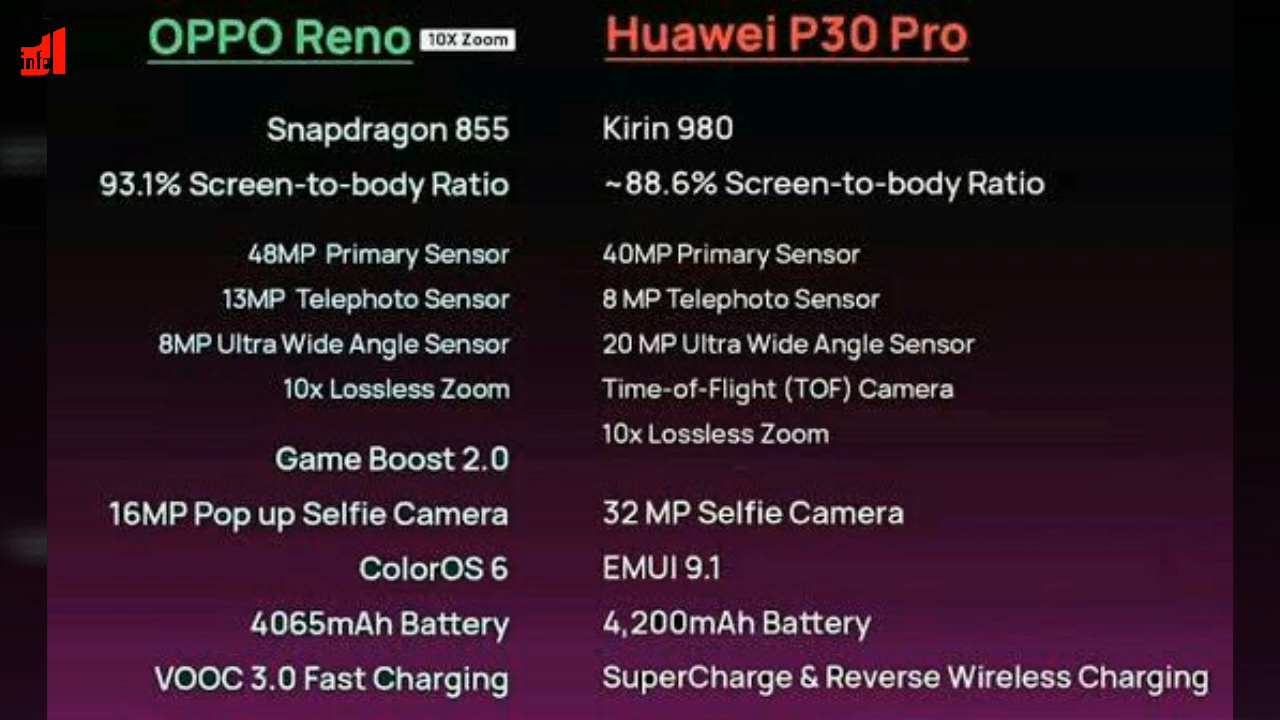 info
OPPO Reno 10X Zoom
Snapdragon 855
93.1% Screen-to-body Ratio
48MP Primary Sensor
13MP Telephoto Sensor
8MP Ultra Wide Angle Sensor
10x Lossless Zoom
Game Boost 2.0
16MP Pop up Selfie Camera
ColorOS 6
4065mAh Battery
VOOC 3.0 Fast Charging
Huawei P30 Pro
Kirin 980
~88.6% Screen-to-body Ratio
40MP Primary Sensor
8 MP Telephoto Sensor
20 MP Ultra Wide Angle Sensor
Time-of-Flight (TOF) Camera
10x Lossless Zoom
32 MP Selfie Camera
EMUI 9.1
4,200mAh Battery
SuperCharge & Reverse Wireless Charging